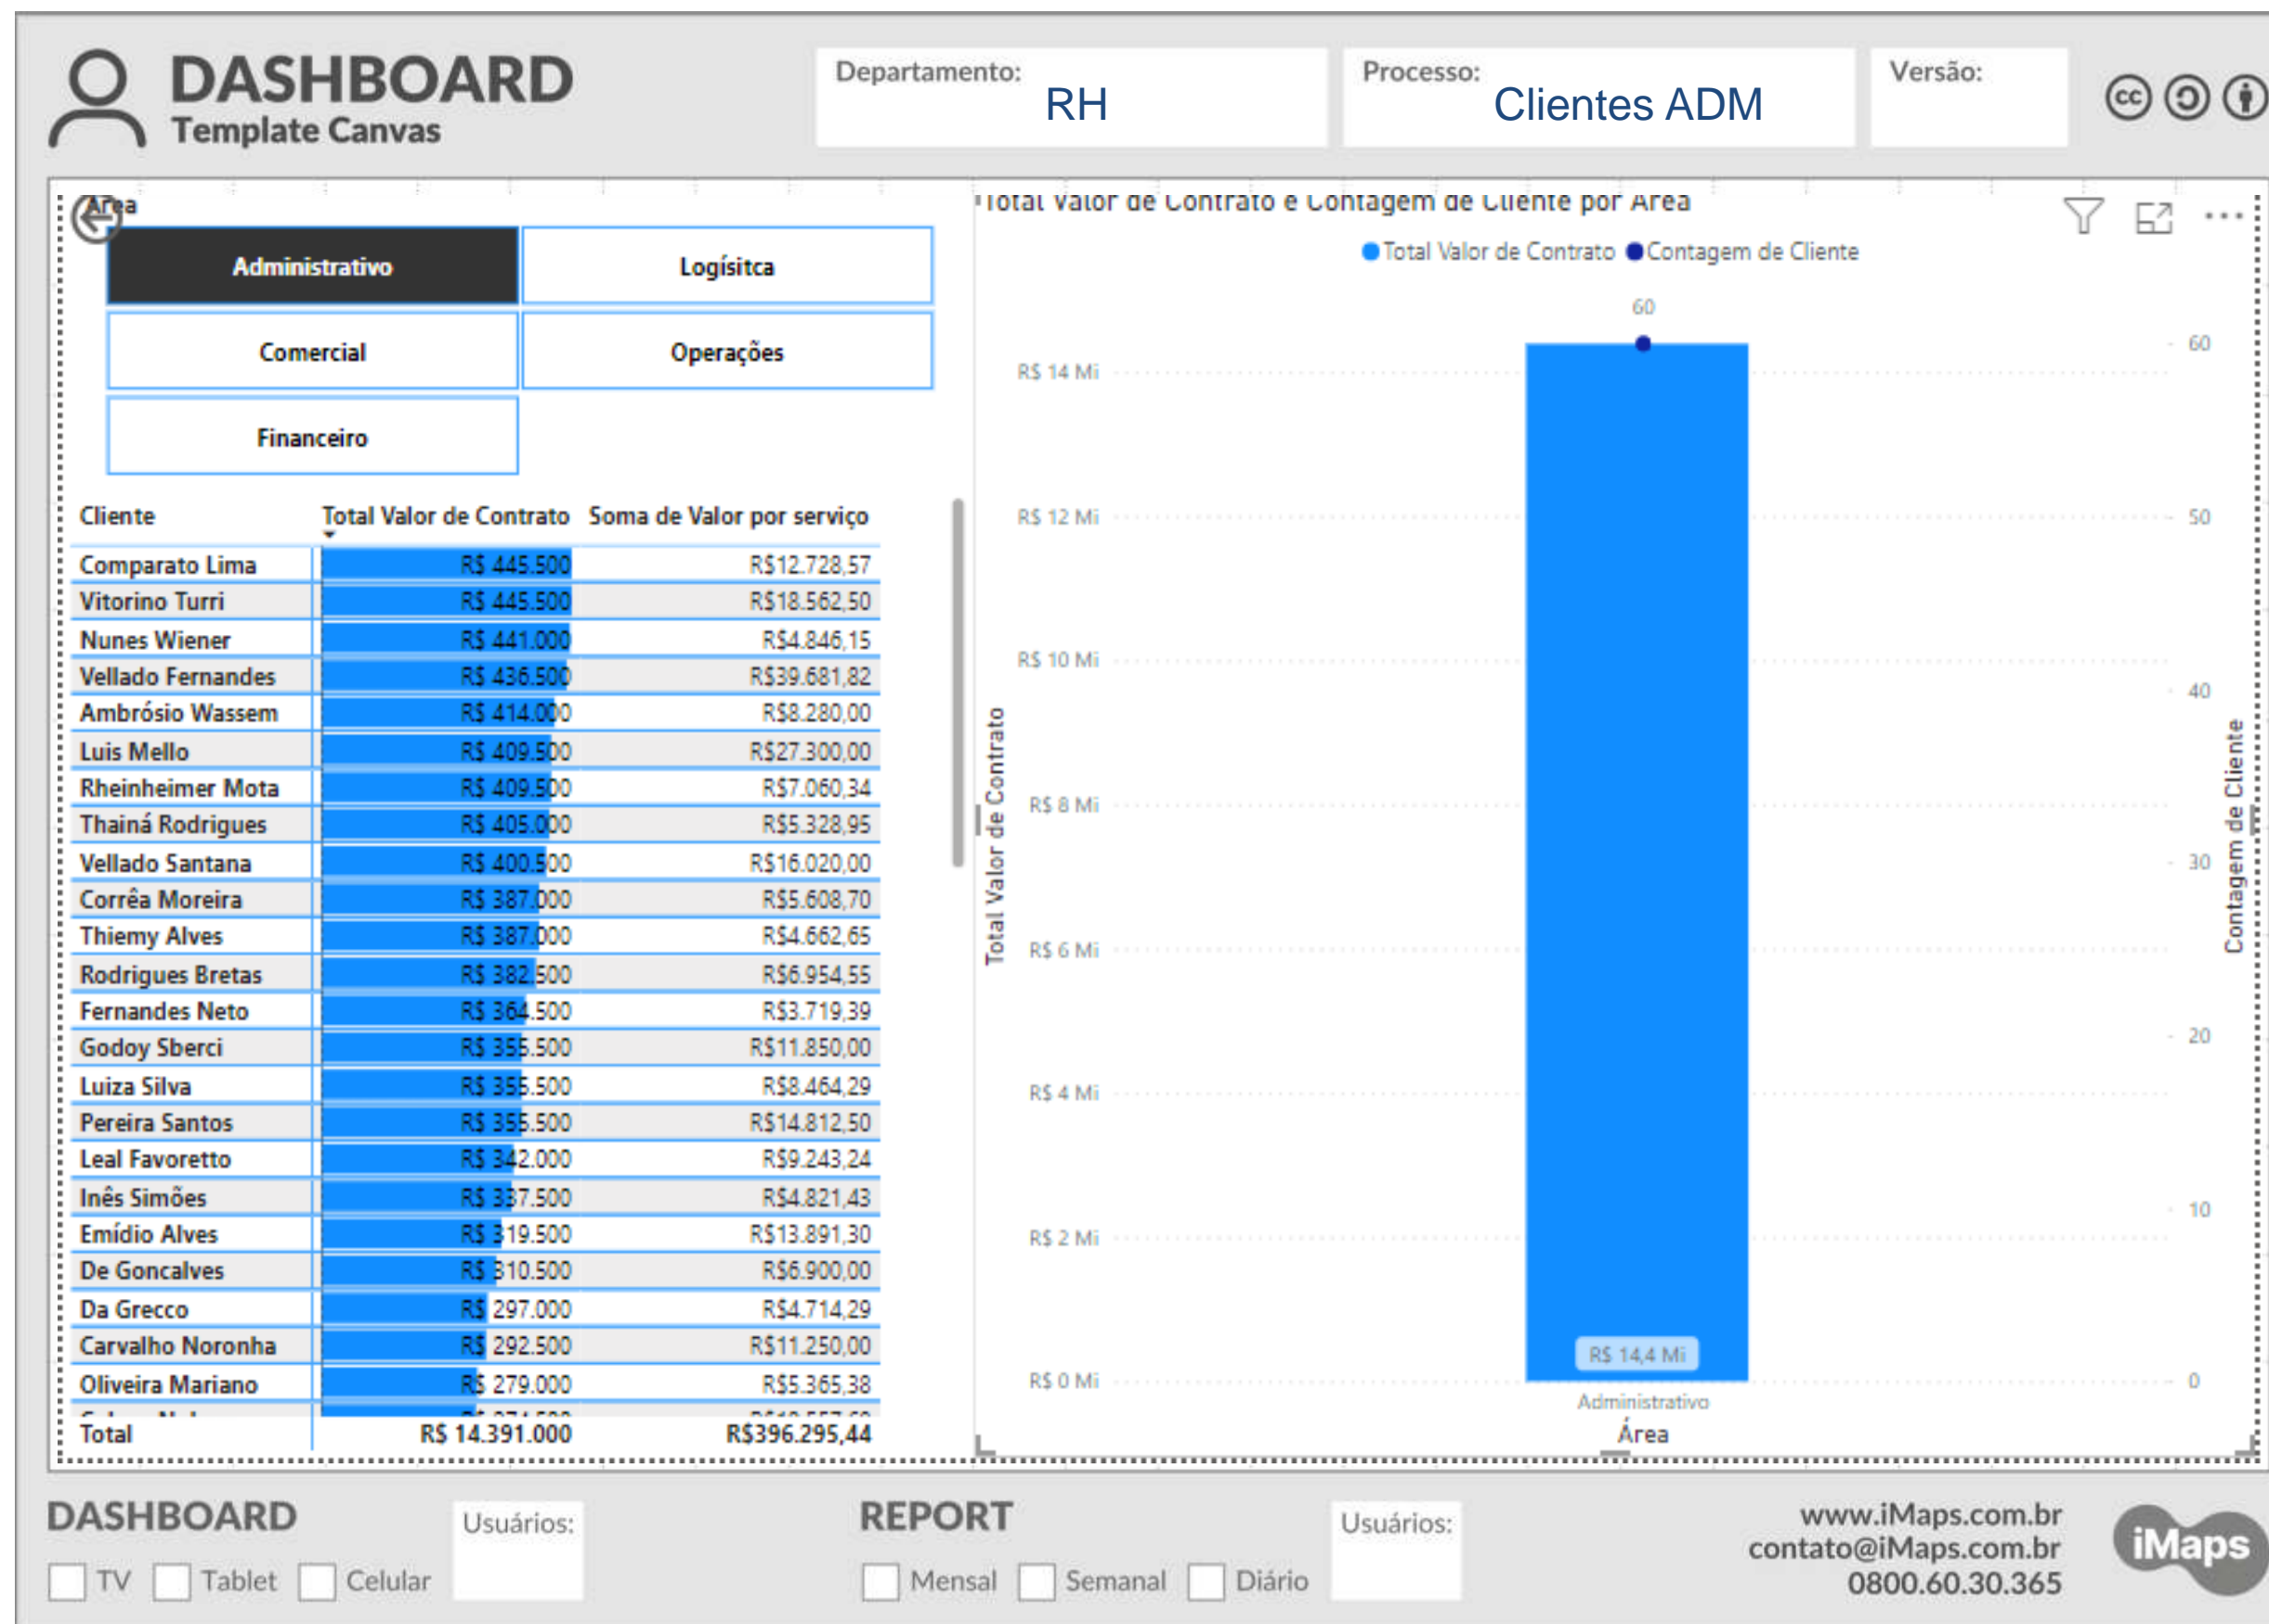 DASHBOARD
Template Canvas
Departamento:
RH
Processo:
Clientes ADM
Versão:
cc
Área
Administrativo
Logísitca
Comercial
Operações
Financeiro
Cliente Total Valor de Contrato Soma de Valor por serviço
Comparato Lima R$ 445.500 R$12.728,57
Vitorino Turri R$ 445.500 R$18.562,50
Nunes Wiener R$ 441.000 R$4.846,15
Vellado Fernandes R$ 436.500 R$39.681,82
Ambrósio Wassem R$ 414.000 R$8.280,00
Luis Mello R$ 409.500 R$27.300,00
Rheinheimer Mota R$ 409.500 R$7.060,34
Thainá Rodrigues R$ 405.000 R$5.328,95
Vellado Santana R$ 400.500 R$16.020,00
Corrêa Moreira R$ 387.000 R$5.608,70
Thiemy Alves R$ 387.000 R$4.662,65
Rodrigues Bretas R$ 382.500 R$6.954,55
Fernandes Neto R$ 364.500 R$3.719,39
Godoy Sberci R$ 355.500 R$11.850,00
Luiza Silva R$ 355.500 R$8.464,29
Pereira Santos R$ 355.500 R$14.812,50
Leal Favoretto R$ 342.000 R$9.243,24
Inês Simões R$ 337.500 R$4.821,43
Emídio Alves R$ 319.500 R$13.891,30
De Goncalves R$ 310.500 R$6.900,00
Da Grecco R$ 297.000 R$4.714,29
Carvalho Noronha R$ 292.500 R$11.250,00
Oliveira Mariano R$ 279.000 R$5.365,38
Total R$ 14.391.000 R$396.295,44
Total Valor de Contrato e Contagem de Cliente por Área
Total Valor de Contrato Contagem de Cliente
60
R$ 14 Mi
R$ 12 Mi
R$ 10 Mi
R$ 8 Mi
R$ 6 Mi
R$ 4 Mi
R$ 2 Mi
R$ 0 Mi
Total Valor de Contrato
60
50
40
30
20
10
0
Contagem de Cliente
R$ 14,4 Mi
Administrativo
Área
DASHBOARD
TV Tablet Celular
Usuários:
REPORT
Mensal Semanal Diário
Usuários:
www.iMaps.com.br
contato@iMaps.com.br
0800.60.30.365
iMaps